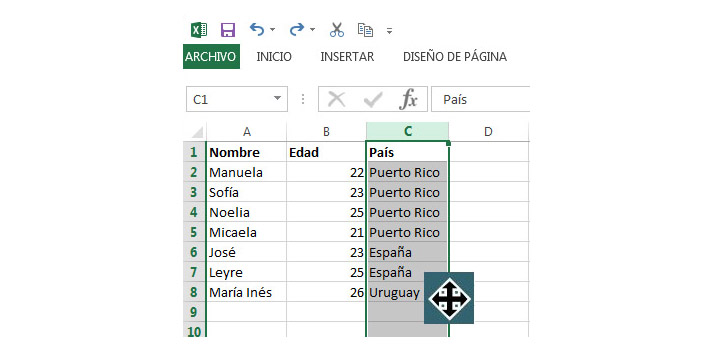 ARCHIVO INICIO INSERTAR DISEÑO DE PÁGINA
C1 fx País
A B C D
1 Nombre Edad País
2 Manuela 22 Puerto Rico
3 Sofía 23 Puerto Rico
4 Noelia 25 Puerto Rico
5 Micaela 21 Puerto Rico
6 José 23 España
7 Leyre 25 España
8 María Inés 26 Uruguay
9
10